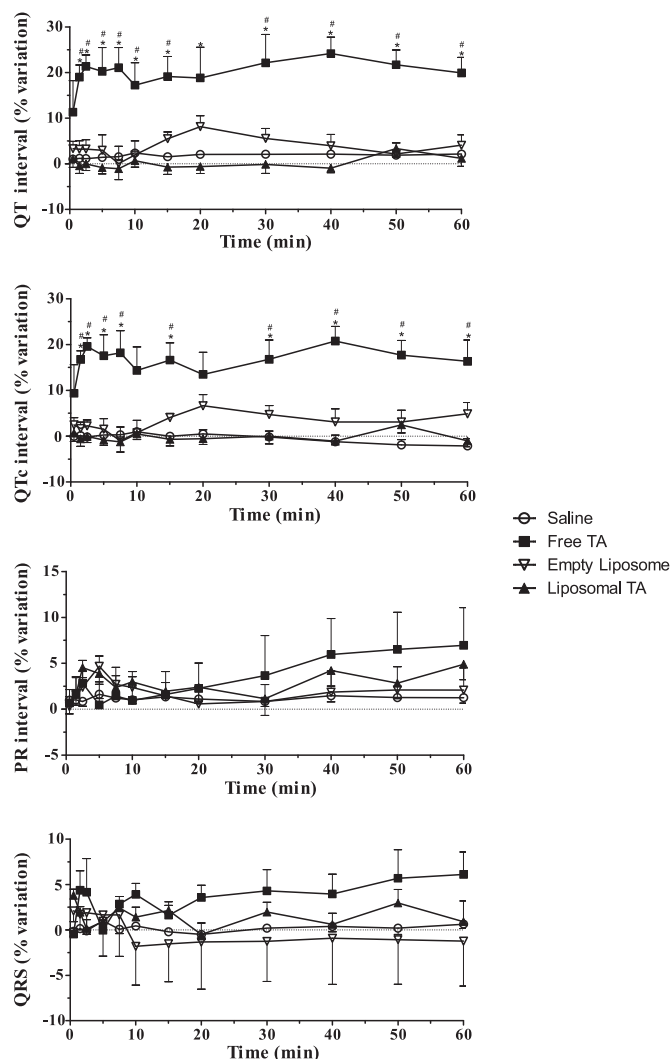 QT interval (% variation)
30
20
10
0
-10
# # # # # # # # # #
* * * * * * * * * * *
0 10 20 30 40 50 60
Time (min)
QTc interval (% variation)
30
20
10
0
-10
# # # # # # # # #
* * * * * * * * *
0 10 20 30 40 50 60
Time (min)
Saline
Free TA
Empty Liposome
Liposomal TA
PR interval (% variation)
15
10
5
0
-5
0 10 20 30 40 50 60
Time (min)
QRS (% variation)
10
5
0
-5
-10
0 10 20 30 40 50 60
Time (min)